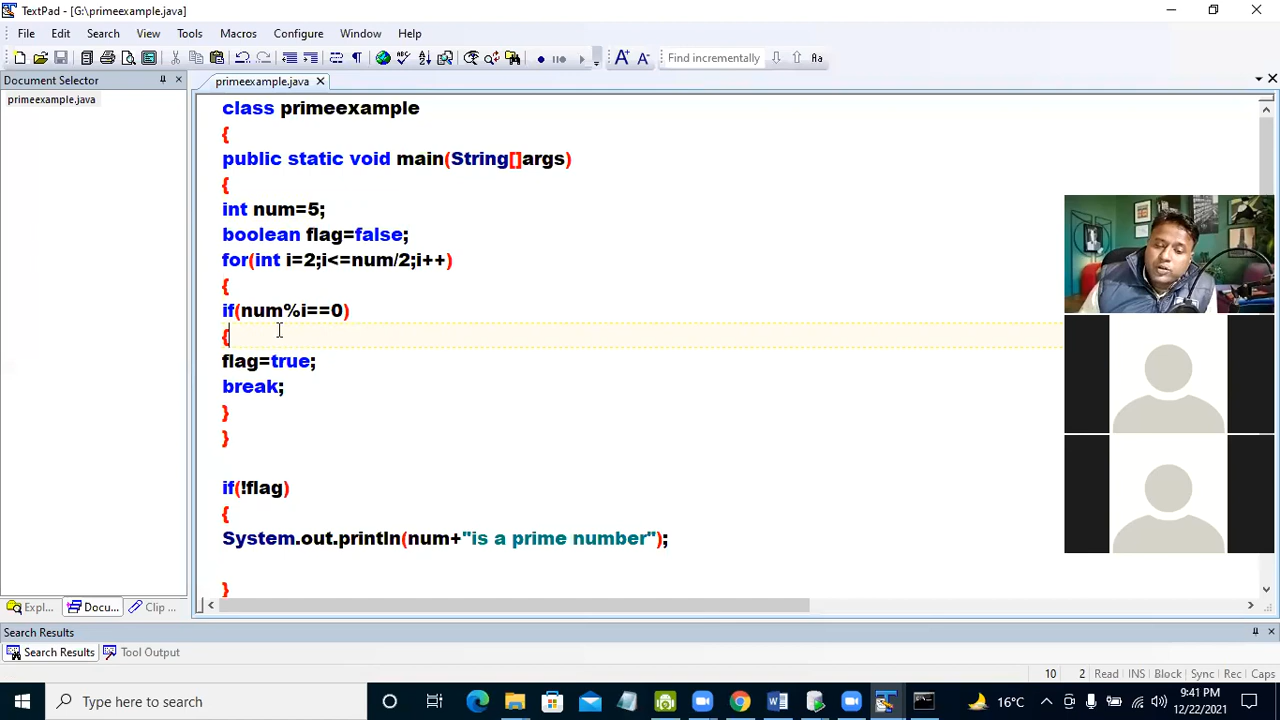 TextPad - [G:\primeexample.java]
File Edit Search View Tools Macros Configure Window Help
Find incrementally
Document Selector
primeexample.java
primeexample.java
class primeexample
{
public static void main(String[]args)
{
int num=5;
boolean flag=false;
for(int i=2;i<=num/2;i++)
{
if(num%i==0)
{
flag=true;
break;
}
}
if(!flag)
{
System.out.println(num+"is a prime number");
}
Expl... Docu... Clip ...
Search Results
Search Results Tool Output
10 2 Read INS Block Sync Rec Caps
Type here to search
16°C
9:41 PM
12/22/2021